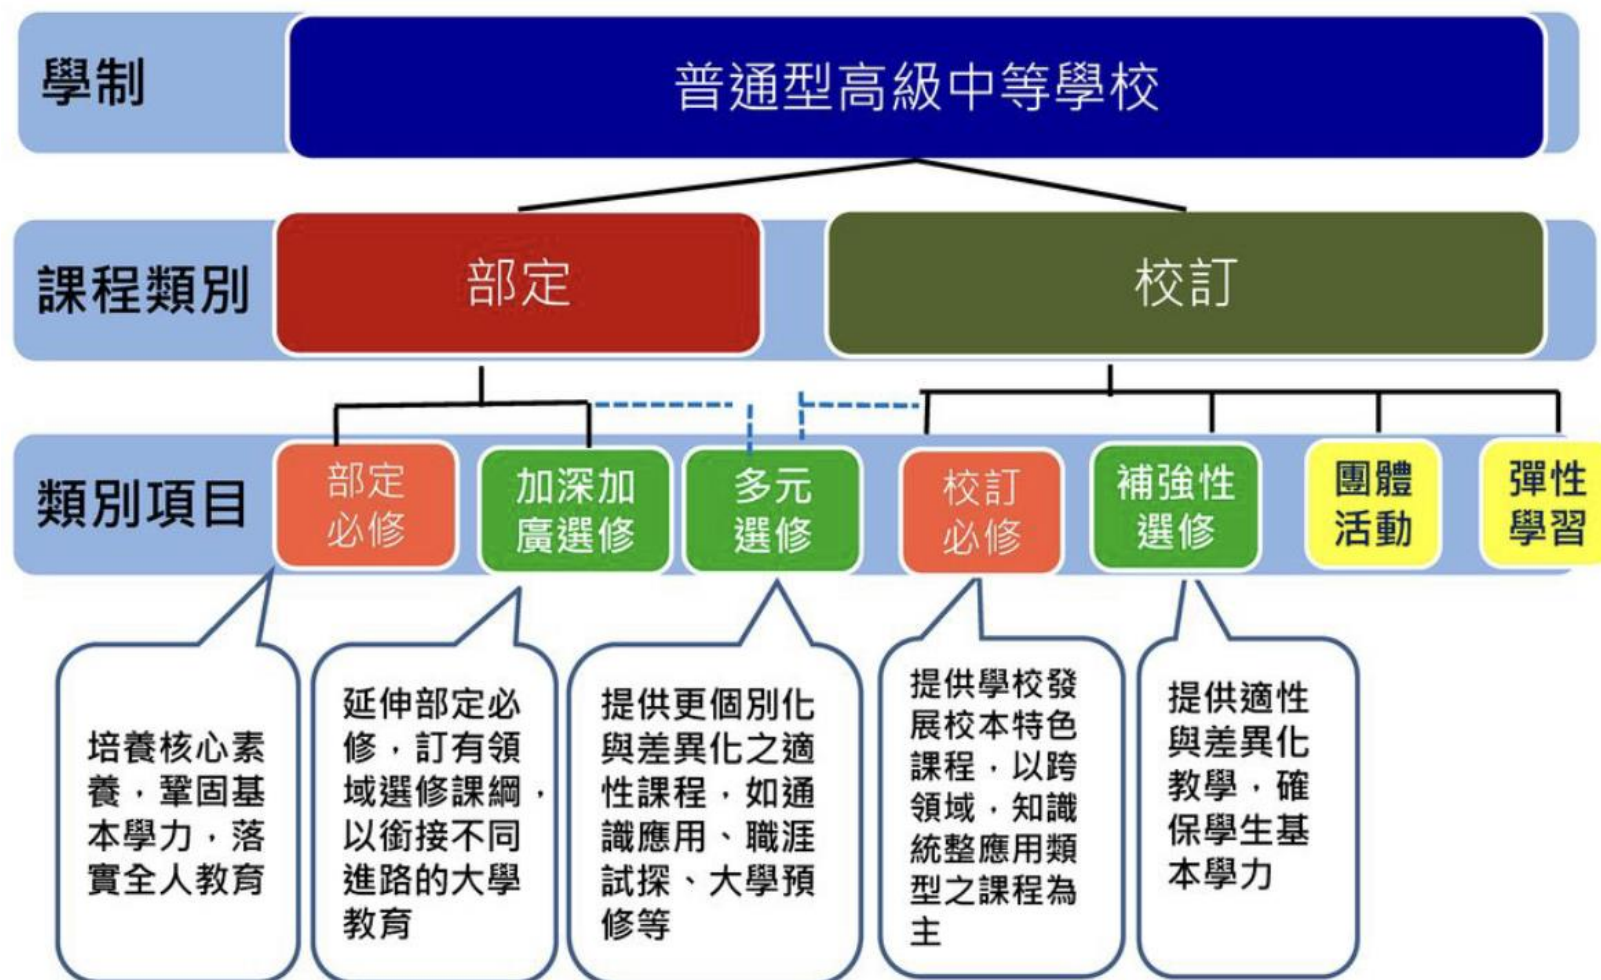 學制
普通型高級中等學校
課程類別
部定
校訂
類別項目
部定
必修
加深加
廣選修
多元
選修
校訂
必修
補強性
選修
團體
活動
彈性
學習
培養核心素
養，鞏固基
本學力，落
實全人教育
延伸部定必
修，訂有領
域選修課綱，
以銜接不同
進路的大學
教育
提供更個別化
與差異化之適
性課程，如通
識應用、職涯
試探、大學預
修等
提供學校發
展校本特色
課程，以跨
領域，知識
統整應用類
型之課程為
主
提供適性
與差異化
教學，確
保學生基
本學力